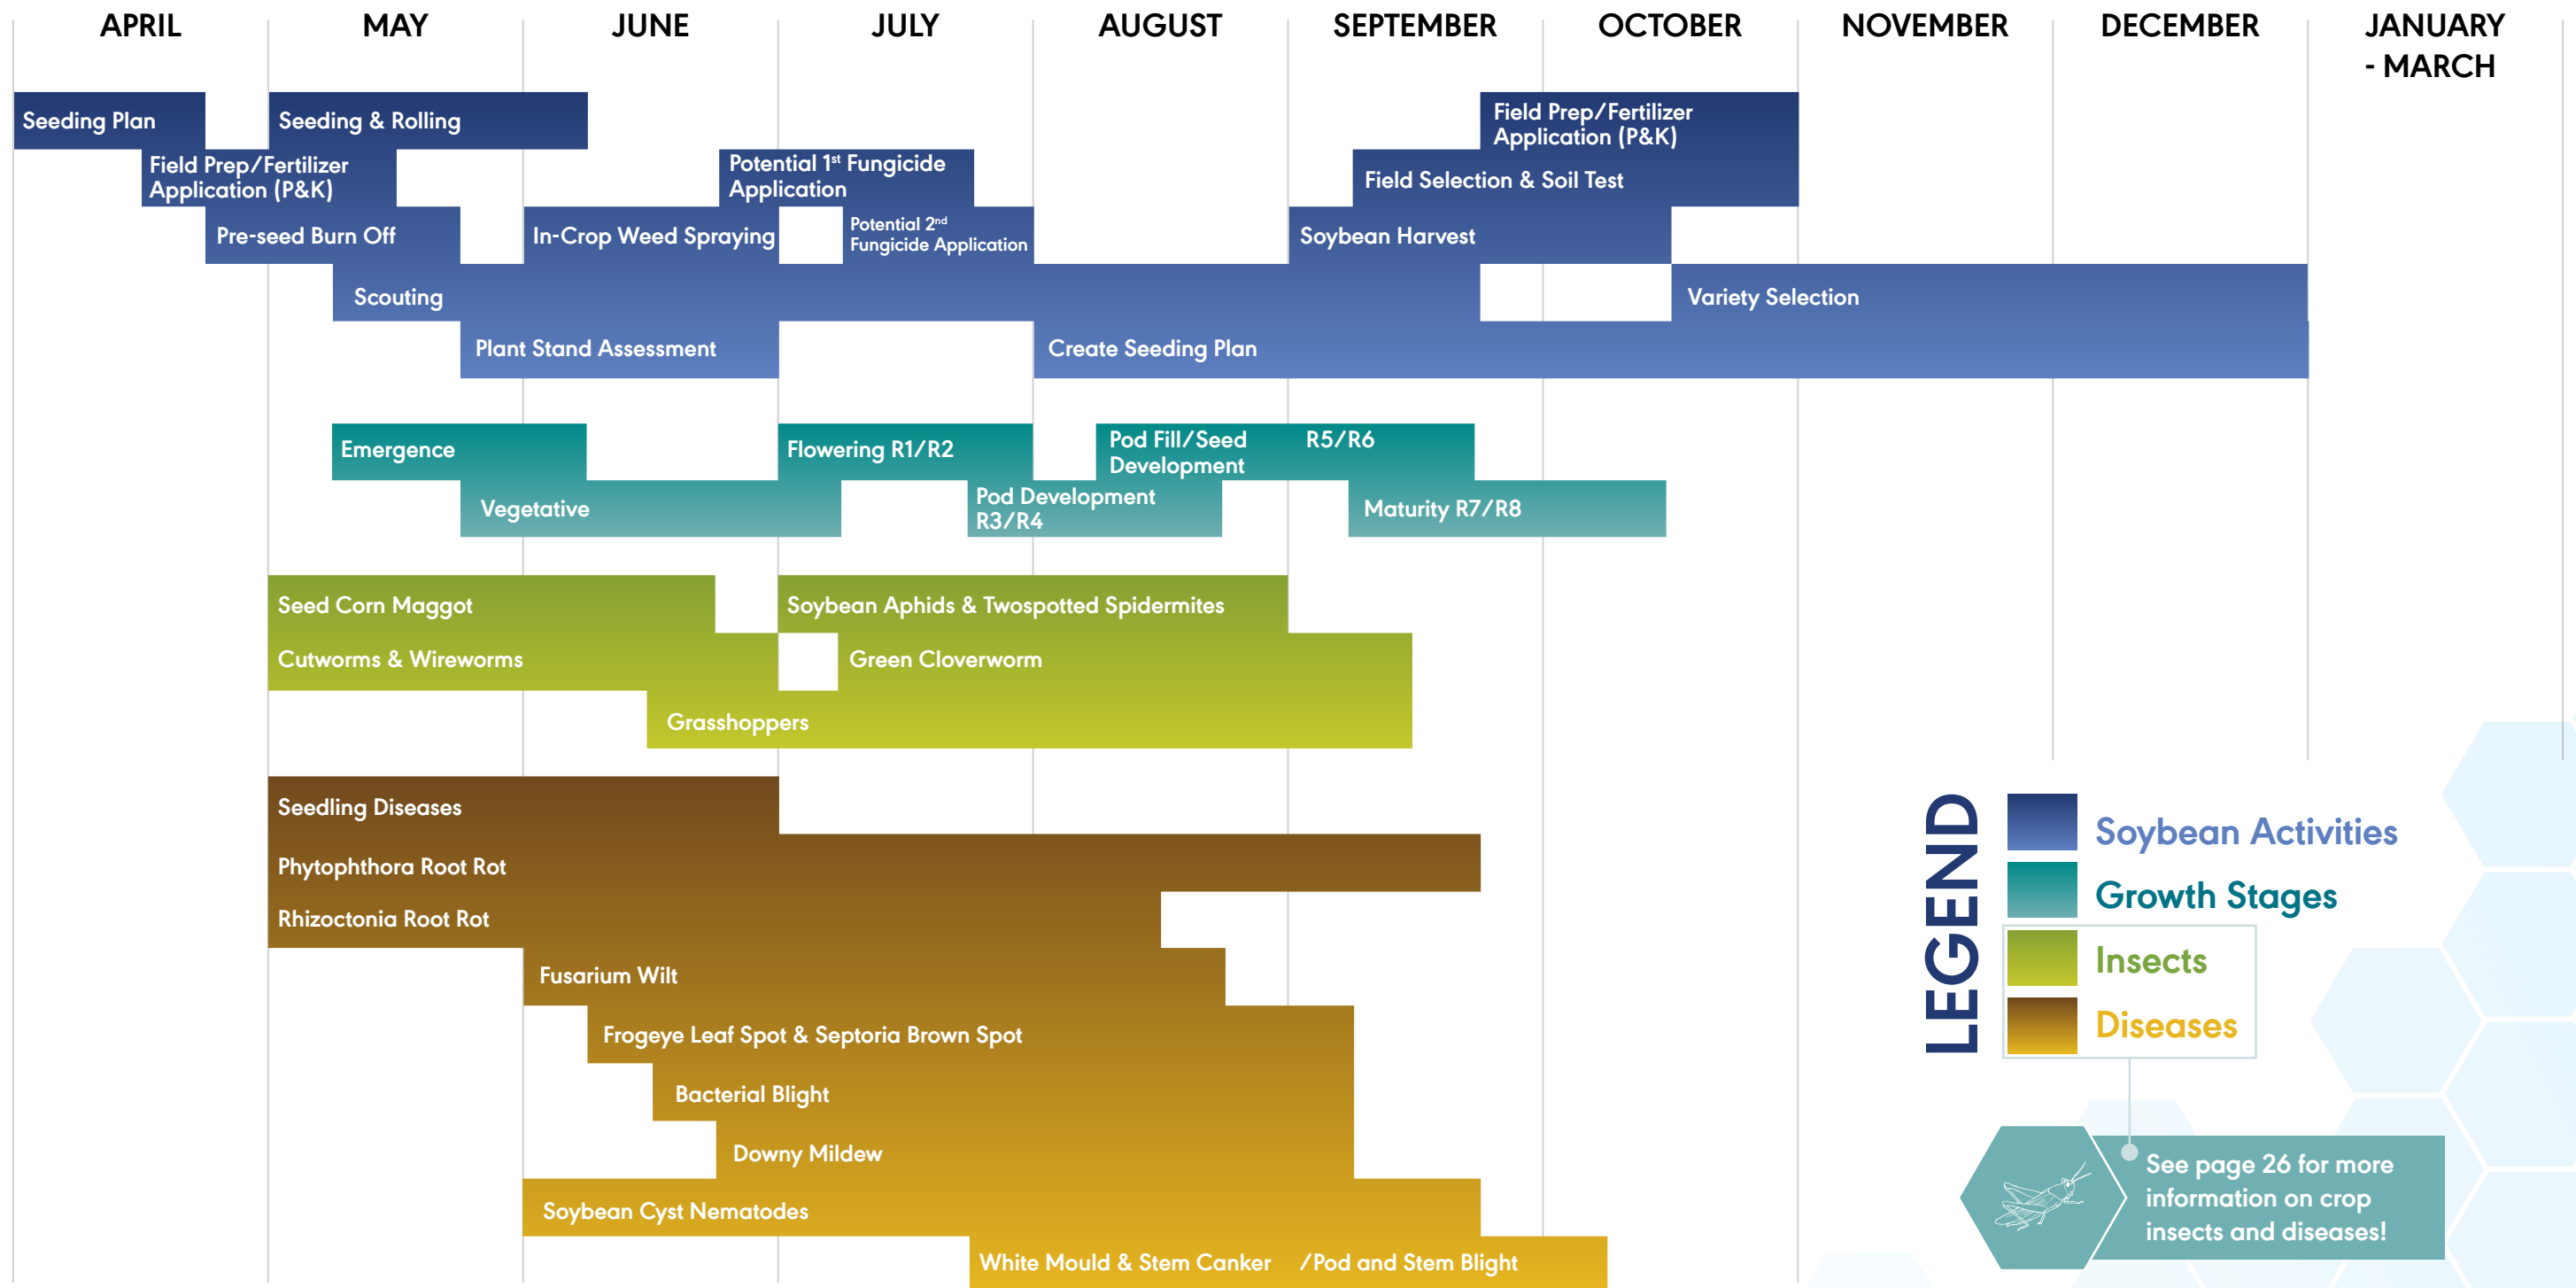 APRIL
MAY
JUNE
JULY
AUGUST
SEPTEMBER
OCTOBER
NOVEMBER
DECEMBER
JANUARY
- MARCH
Seeding Plan
Seeding & Rolling
Field Prep/Fertilizer
Application (P&K)
Field Prep/Fertilizer
Application (P&K)
Potential 1st Fungicide
Application
Field Selection & Soil Test
Pre-seed Burn Off
In-Crop Weed Spraying
Potential 2nd
Fungicide Application
Soybean Harvest
Scouting
Variety Selection
Plant Stand Assessment
Create Seeding Plan
Emergence
Flowering R1/R2
Pod Fill/Seed R5/R6
Development
Vegetative
Pod Development
R3/R4
Maturity R7/R8
Seed Corn Maggot
Soybean Aphids & Twospotted Spidermites
Cutworms & Wireworms
Green Cloverworm
Grasshoppers
Seedling Diseases
Phytophthora Root Rot
Rhizoctonia Root Rot
Fusarium Wilt
Frogeye Leaf Spot & Septoria Brown Spot
Bacterial Blight
Downy Mildew
Soybean Cyst Nematodes
White Mould & Stem Canker /Pod and Stem Blight
LEGEND
Soybean Activities
Growth Stages
Insects
Diseases
See page 26 for more
information on crop
insects and diseases!